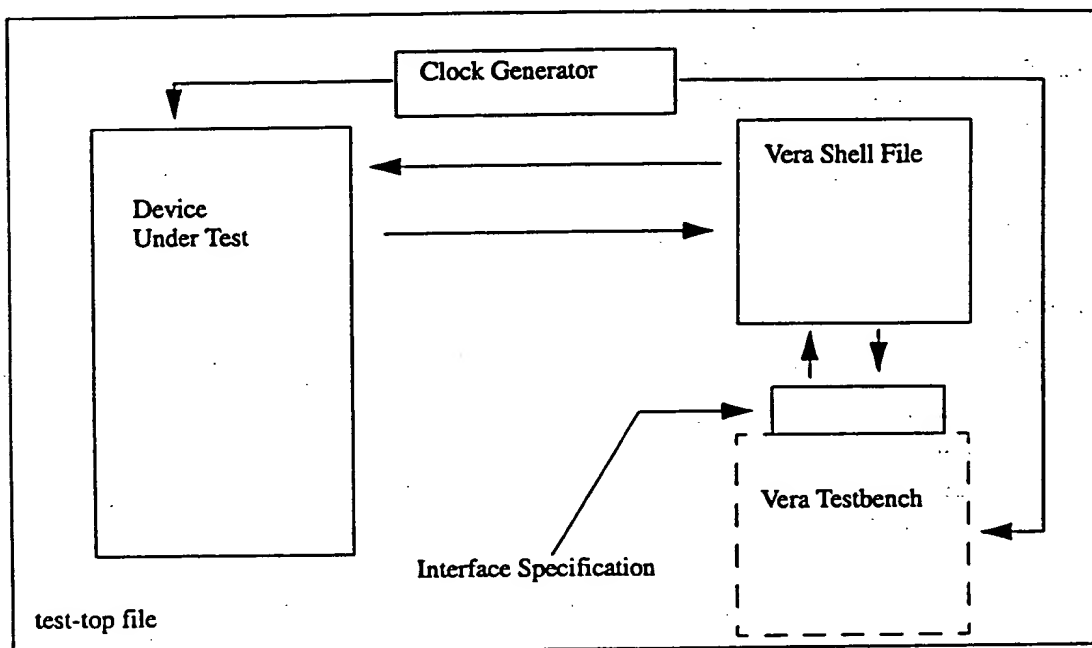 Clock Generator
Vera Shell File
Device
Under Test
Vera Testbench
Interface Specification
test-top file